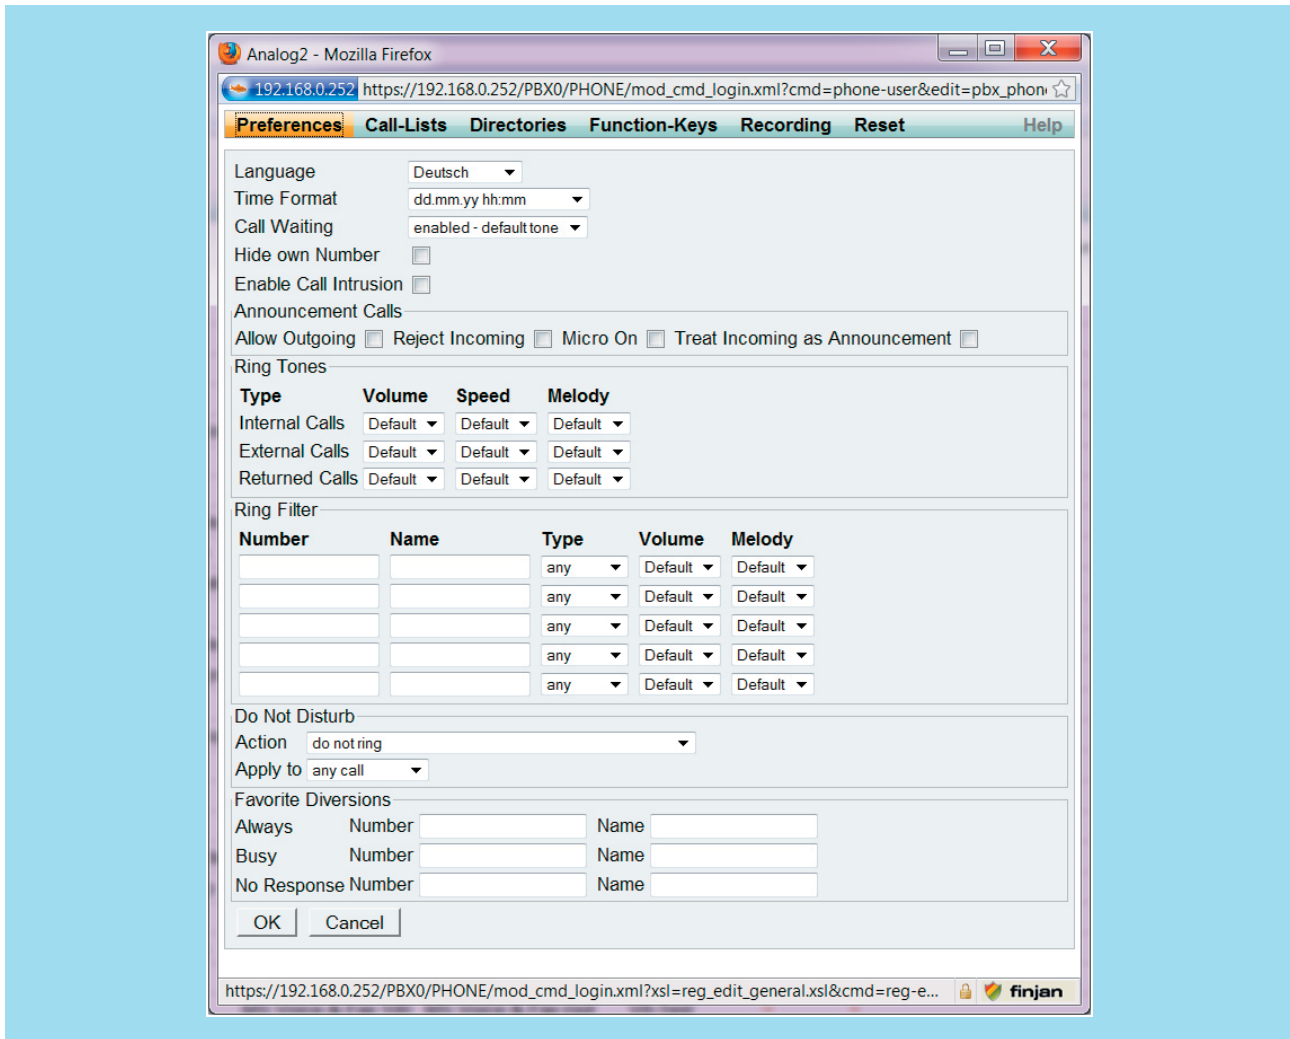 Analog2 - Mozilla Firefox
192.168.0.252 https://192.168.0.252/PBX0/PHONE/mod_cmd_login.xml?cmd=phone-user&edit=pbx_phon
Preferences Call-Lists Directories Function-Keys Recording Reset Help
Language Deutsch
Time Format dd.mm.yy hh:mm
Call Waiting enabled - default tone
Hide own Number
Enable Call Intrusion
Announcement Calls
Allow Outgoing Reject Incoming Micro On Treat Incoming as Announcement
Ring Tones
Type Volume Speed Melody
Internal Calls Default Default Default
External Calls Default Default Default
Returned Calls Default Default Default
Ring Filter
Number Name Type Volume Melody
any Default Default
any Default Default
any Default Default
any Default Default
any Default Default
Do Not Disturb
Action do not ring
Apply to any call
Favorite Diversions
Always Number Name
Busy Number Name
No Response Number Name
OK Cancel
https://192.168.0.252/PBX0/PHONE/mod_cmd_login.xml?xsl=reg_edit_general.xsl&cmd=reg-e... finjan